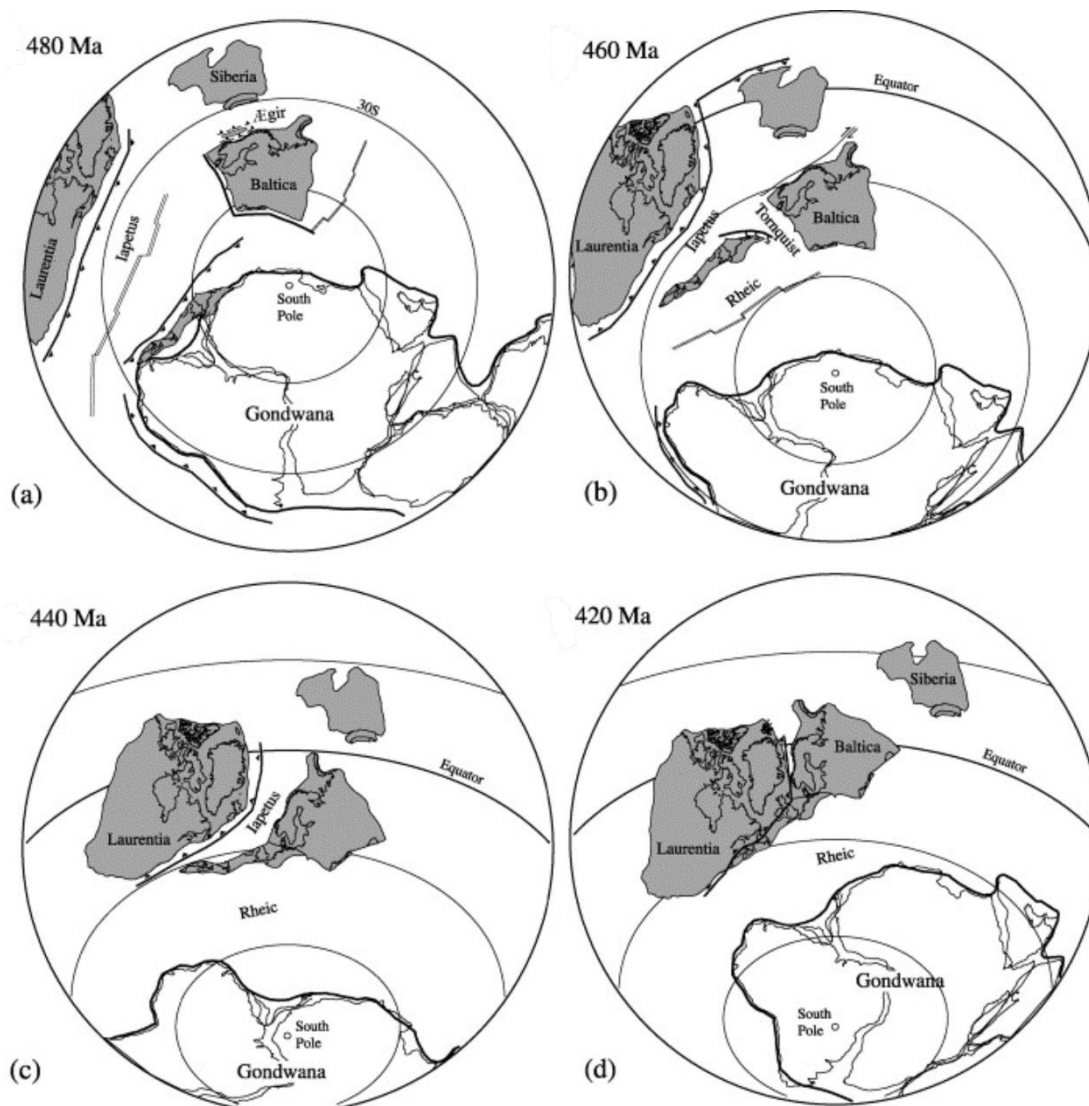 480 Ma
Siberia
30S
Ægir
Baltica
Iapetus
Laurentia
South
Pole
Gondwana
(a)
460 Ma
Equator
Laurentia
Iapetus
Tornquist
Baltica
Rheic
South
Pole
Gondwana
(b)
440 Ma
Equator
Laurentia
Iapetus
Rheic
South
Pole
Gondwana
(c)
420 Ma
Siberia
Baltica
Equator
Laurentia
Rheic
Gondwana
South
Pole
(d)